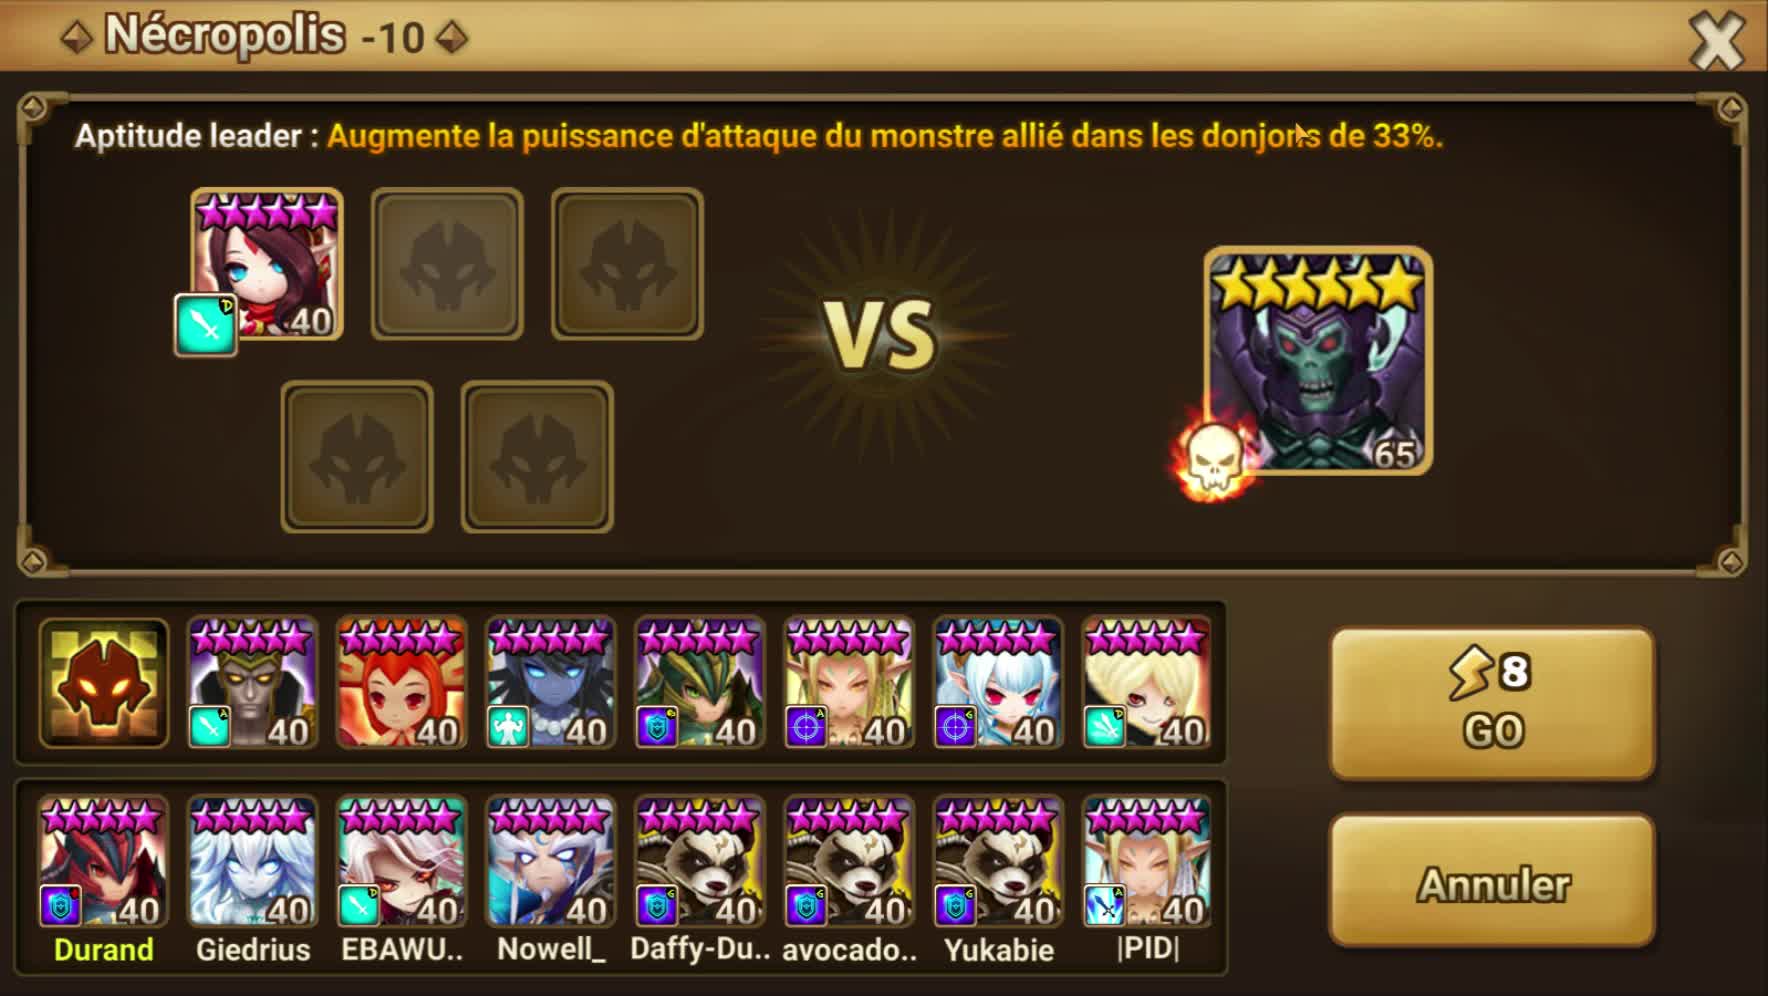 Nécropolis -10
Aptitude leader : Augmente la puissance d'attaque du monstre allié dans les donjons de 33%.
D
40
VS
65
A
40
40
40
40
A
40
G
40
D
40
8
GO
40
40
D
40
40
G
40
G
40
G
40
A
40
Durand
Giedrius
EBAWU..
Nowell_
Daffy-Du..
avocado..
Yukabie
|PID|
Annuler